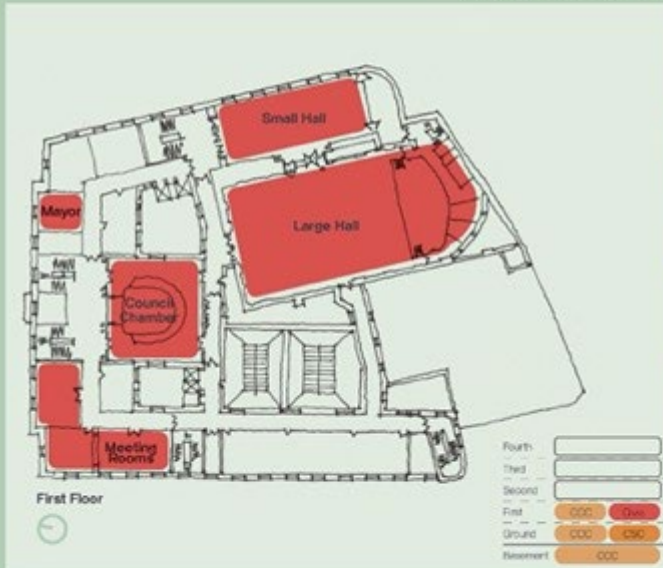 Small Hall
Large Hall
Mayor
Council
Chamber
Meeting
Rooms
First Floor
Fourth
Third
Second
First CCC Civic
Ground CCC CSC
Basement CCC